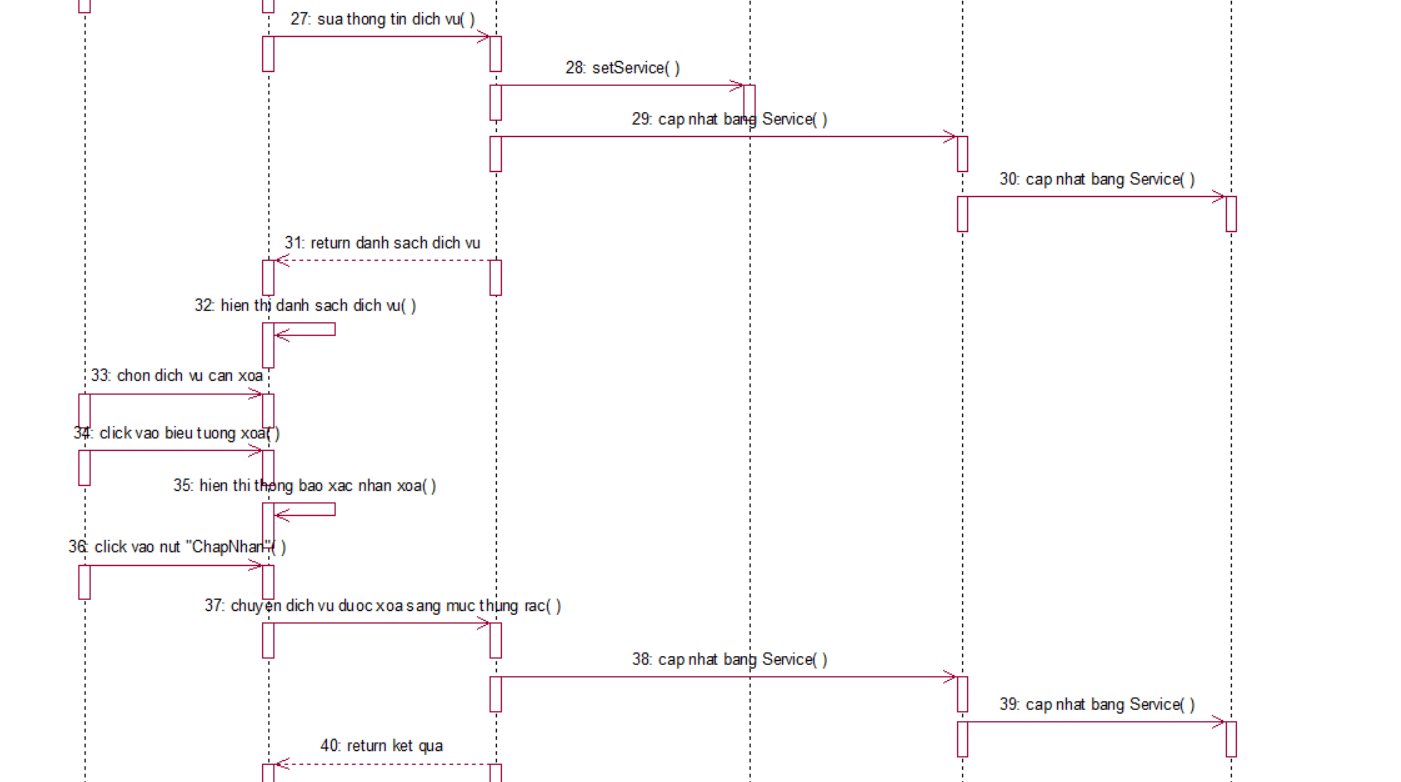 27: sua thong tin dich vu( )
28: setService( )
29: cap nhat bang Service( )
30: cap nhat bang Service( )
31: return danh sach dich vu
32: hien thi danh sach dich vu( )
33: chon dich vu can xoa
34: click vao bieu tuong xoa( )
35: hien thi thong bao xac nhan xoa( )
36: click vao nut "ChapNhan"( )
37: chuyen dich vu duoc xoa sang muc thung rac( )
38: cap nhat bang Service( )
39: cap nhat bang Service( )
40: return ket qua